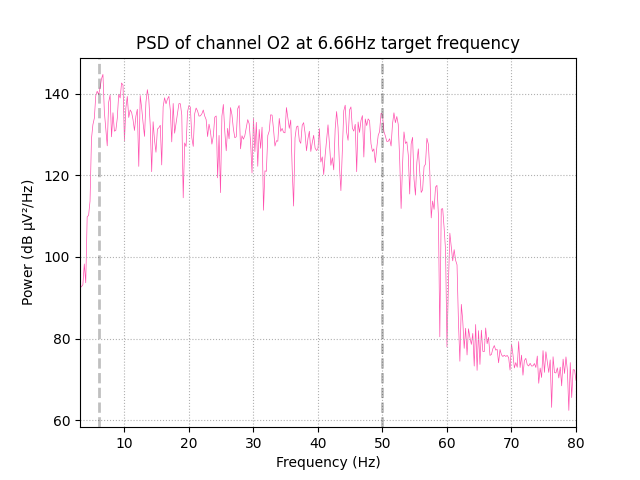 PSD of channel O2 at 6.66Hz target frequency
Power (dB µV²/Hz)
140
120
100
80
60
10 20 30 40 50 60 70 80
Frequency (Hz)